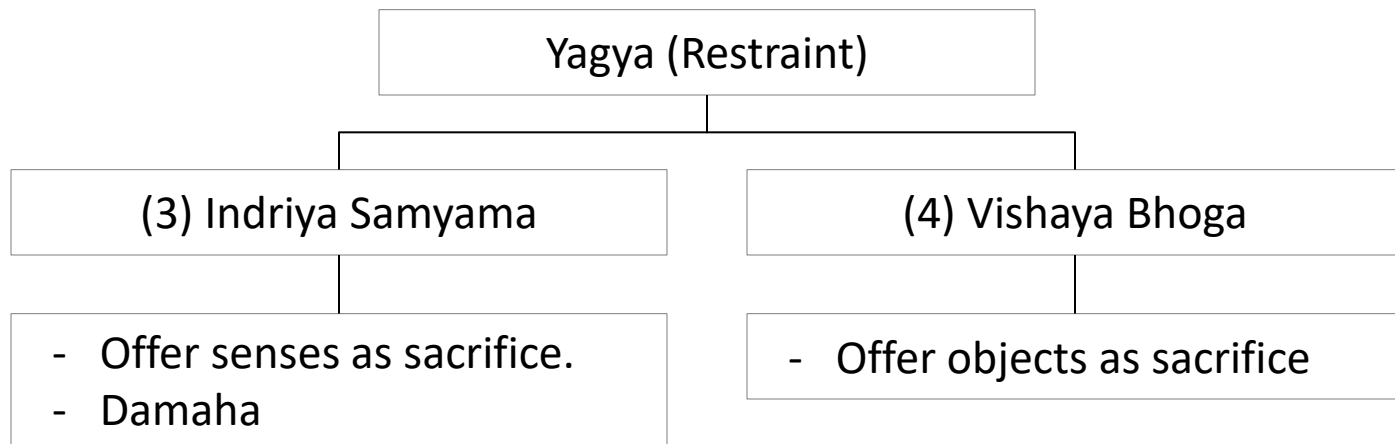 Yagya (Restraint)
(3) Indriya Samyama
(4) Vishaya Bhoga
- Offer senses as sacrifice.
- Damaha
- Offer objects as sacrifice